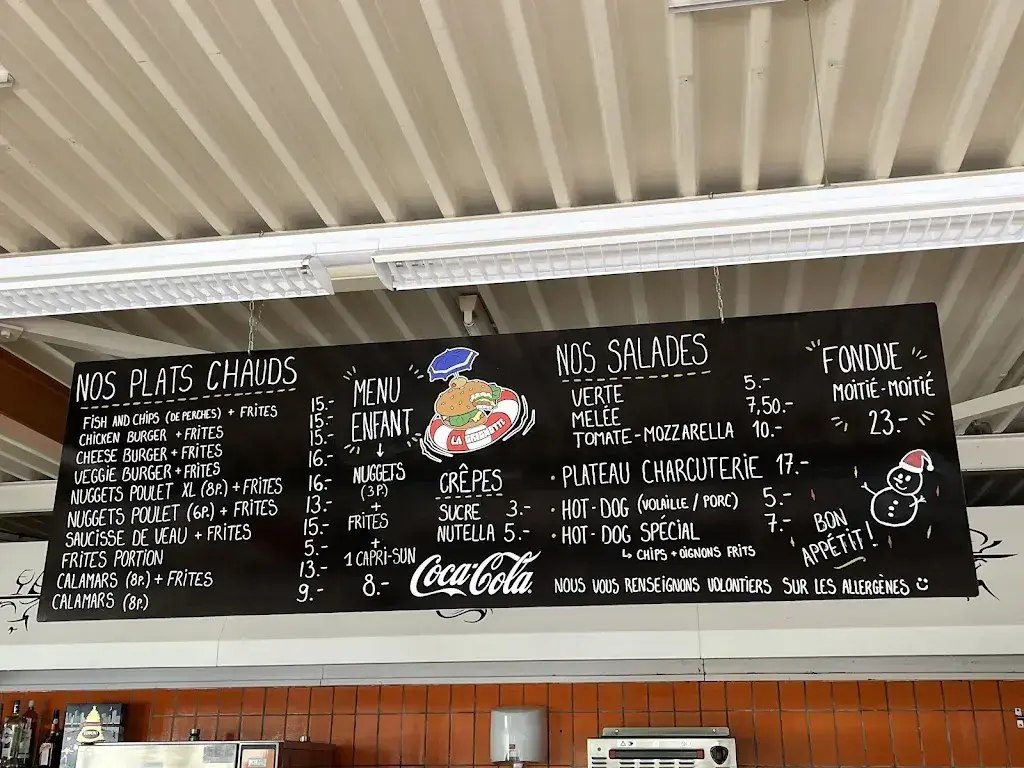 NOS PLATS CHAUDS
FISH AND CHIPS (DE PERCHES) + FRITES 15.-
CHICKEN BURGER + FRITES 15.-
CHEESE BURGER + FRITES 15.-
VEGGIE BURGER + FRITES 16.-
NUGGETS POULET XL (8P.) + FRITES 16.-
NUGGETS POULET (6P.) + FRITES 13.-
SAUCISSE DE VEAU + FRITES 15.-
FRITES PORTION 5.-
CALAMARS (8P.) + FRITES 13.-
CALAMARS (8P.) 9.-
MENU
ENFANT
↓
NUGGETS
(3P.)
+
FRITES
+
1 CAPRI-SUN
8.-
LA
CRÊPES
SUCRE 3.-
NUTELLA 5.-
Coca-Cola
NOS SALADES
VERTE 5.-
MELÉE 7,50.-
TOMATE-MOZZARELLA 10.-
• PLATEAU CHARCUTERIE 17.-
• HOT-DOG (VOLAILLE / PORC) 5.-
• HOT-DOG SPÉCIAL 7.-
↳ CHIPS + OIGNONS FRITS
NOUS VOUS RENSEIGNONS VOLONTIERS SUR LES ALLERGÈNES
FONDUE
MOITIÉ-MOITIÉ
23.-
BON
APPÉTIT!